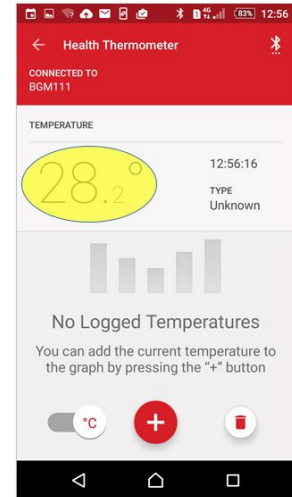 4G 83% 12:56
Health Thermometer
CONNECTED TO
BGM111
TEMPERATURE
28.2°
12:56:16
TYPE
Unknown
No Logged Temperatures
You can add the current temperature to
the graph by pressing the “+” button
°C
+